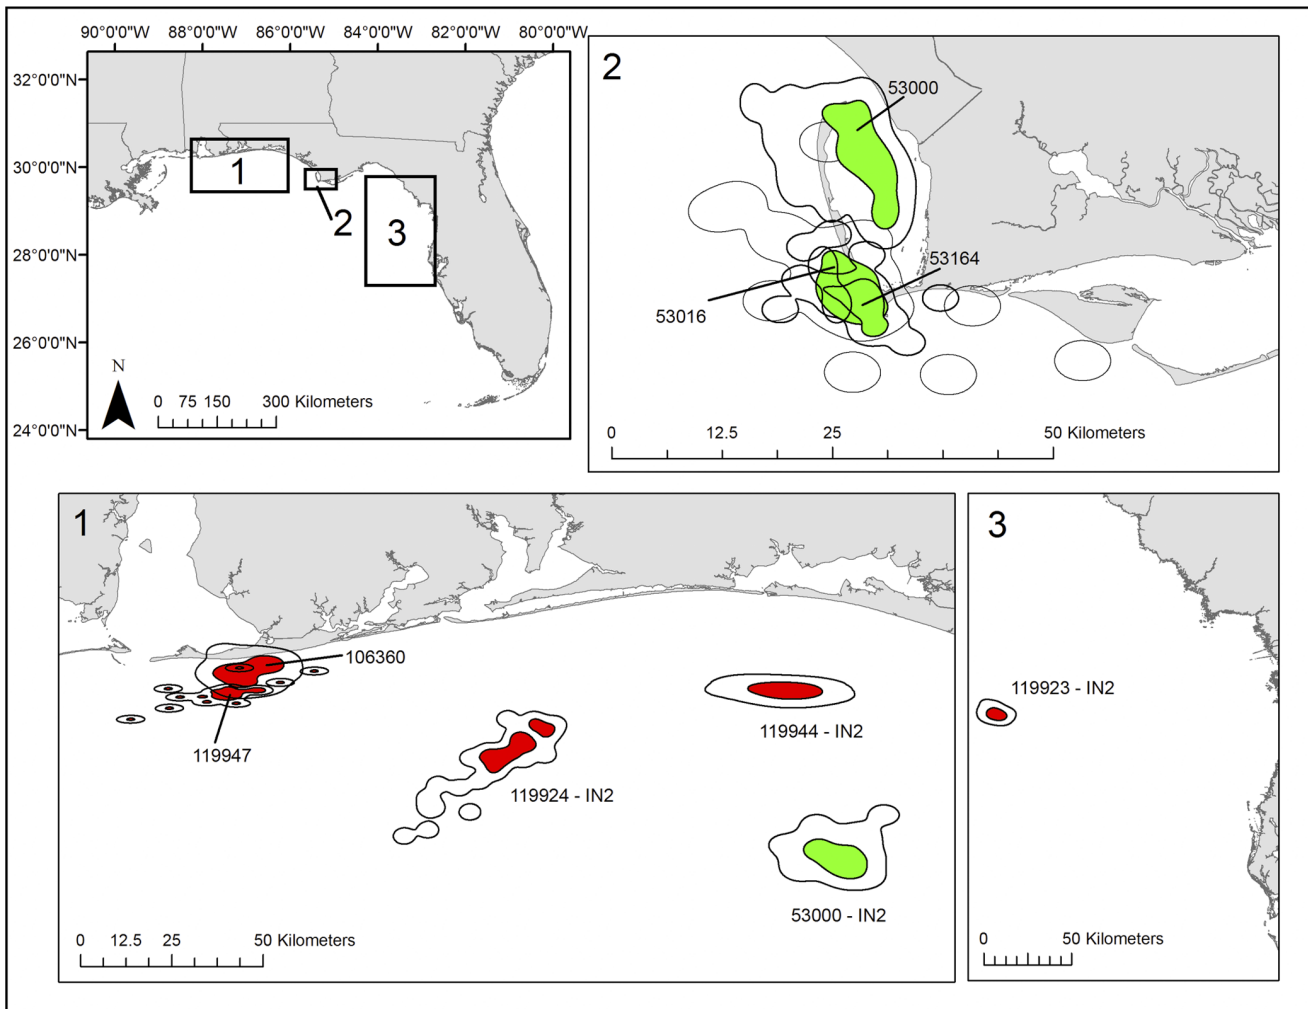 90°0'0"W 88°0'0"W 86°0'0"W 84°0'0"W 82°0'0"W 80°0'0"W
32°0'0"N
30°0'0"N
28°0'0"N
26°0'0"N
24°0'0"N
1
2
3
N
0 75 150 300 Kilometers
2
53000
53164
53016
0 12.5 25 50 Kilometers
1
106360
119947
119924 - IN2
119944 - IN2
53000 - IN2
0 12.5 25 50 Kilometers
3
119923 - IN2
0 50 Kilometers